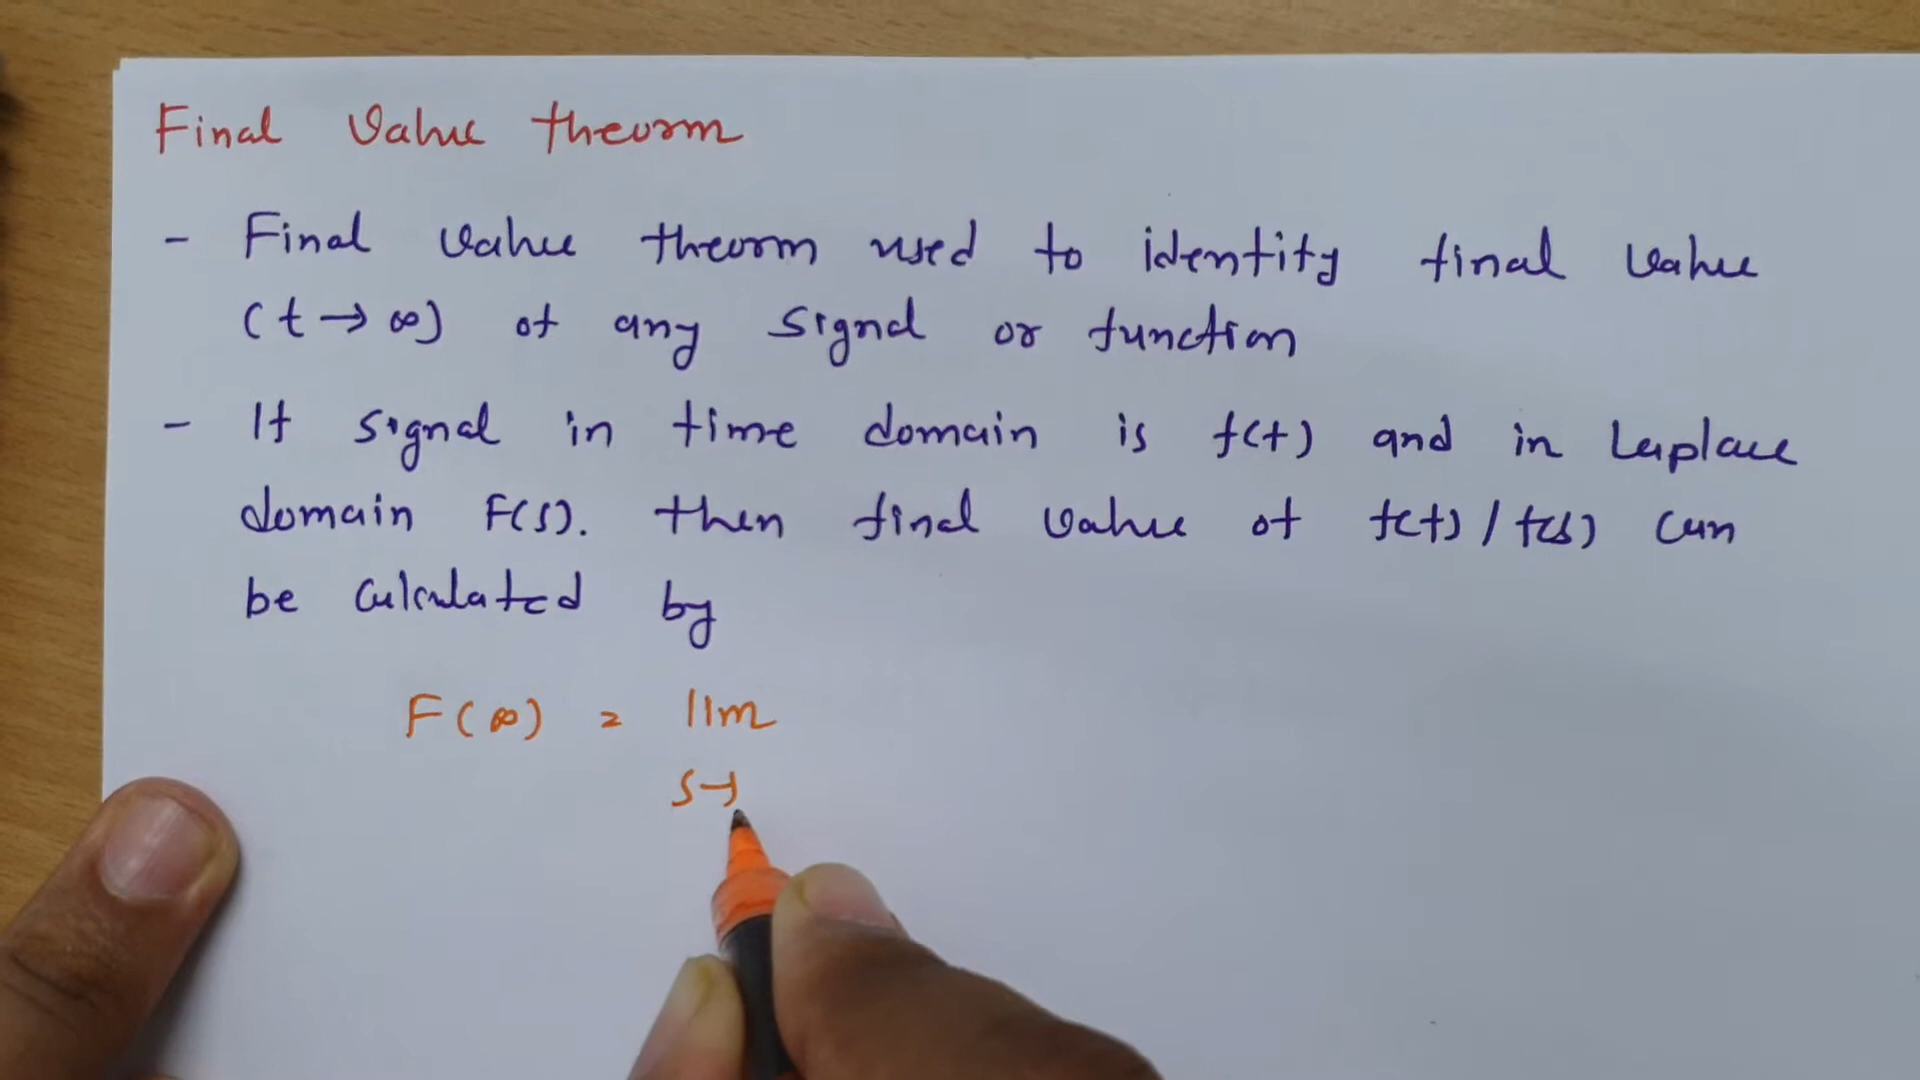 Final Value theorm
- Final value theorm used to identify final value
(t→∞) of any signal or function
- If signal in time domain is f(t) and in Laplace
domain F(s). then final value of f(t) / f(s) can
be calculated by
F(∞) = lim
s→